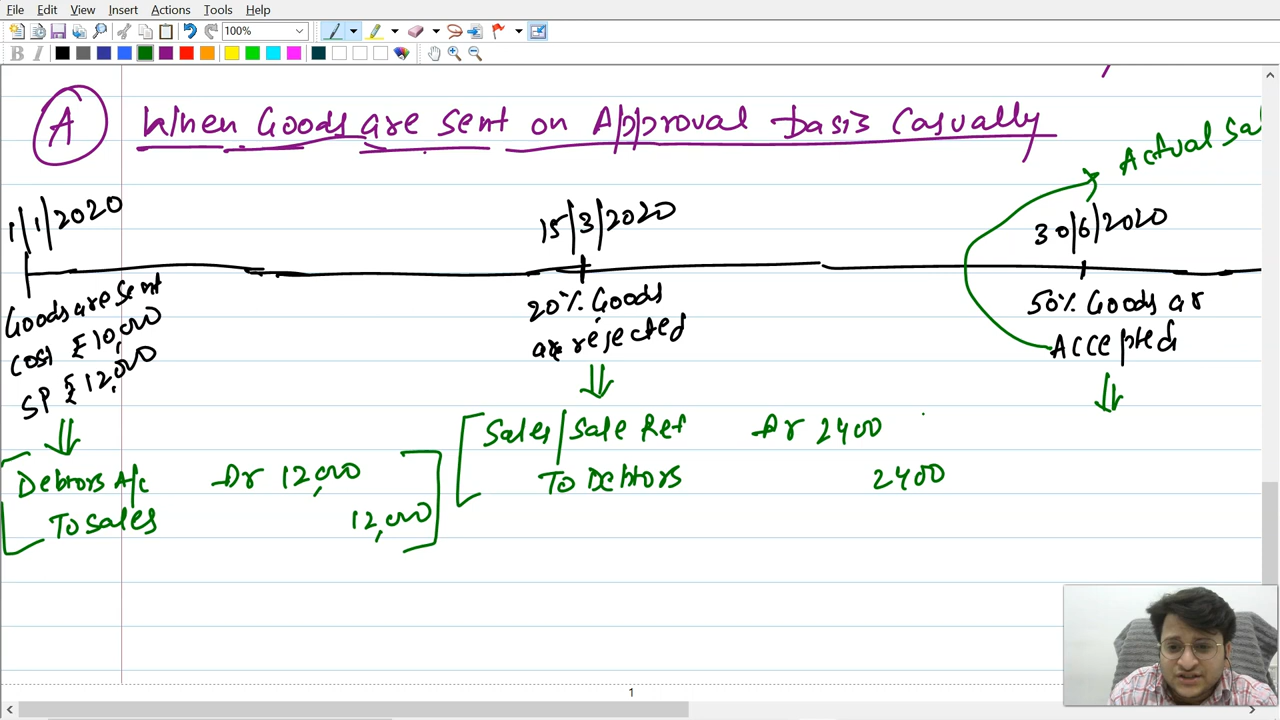 File Edit View Insert Actions Tools Help
100%
B I U
A When Goods are sent on Approval basis Casually
Actual Sal
1/1/2020
15/3/2020
30/6/2020
Goods are sent
cost ₹10,000
SP ₹12,000
20% Goods
are rejected
50% Goods ar
Accepted
Debtors A/c Dr 12,000
To Sales 12,000
Sales/Sale Ret Dr 2400
To Debtors 2400
1